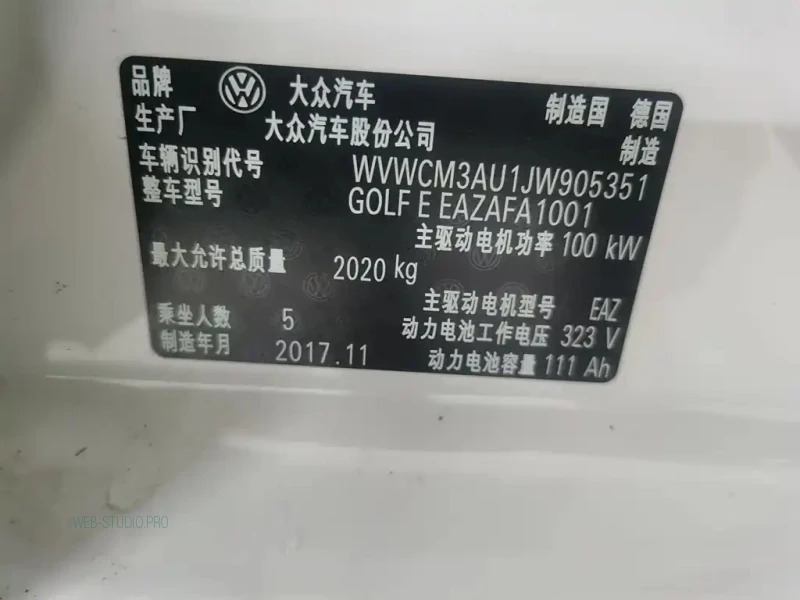 品牌 大众汽车 制造国 德国
生产厂 大众汽车股份公司 制造
车辆识别代号 WVWCM3AU1JW905351
整车型号 GOLF E EAZAFA1001
主驱动电机功率 100 kW
最大允许总质量 2020 kg
主驱动电机型号 EAZ
乘坐人数 5 动力电池工作电压 323 V
制造年月 2017.11 动力电池容量 111 Ah
WEB-STUDIO.PRO